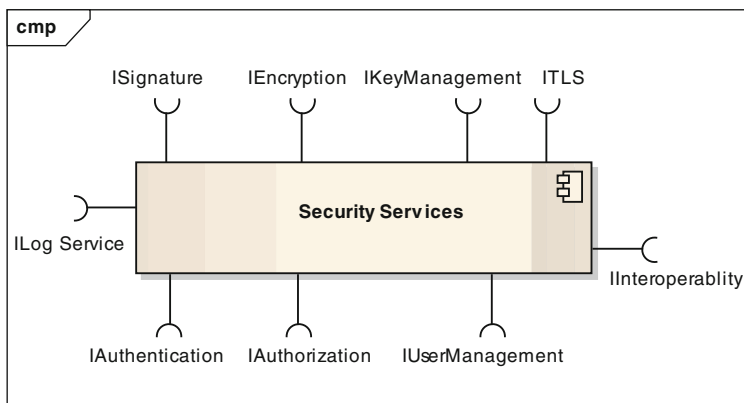 cmp
ISignature IEncryption IKeyManagement ITLS
Security Services
ILog Service
IInteroperablity
IAuthentication IAuthorization IUserManagement